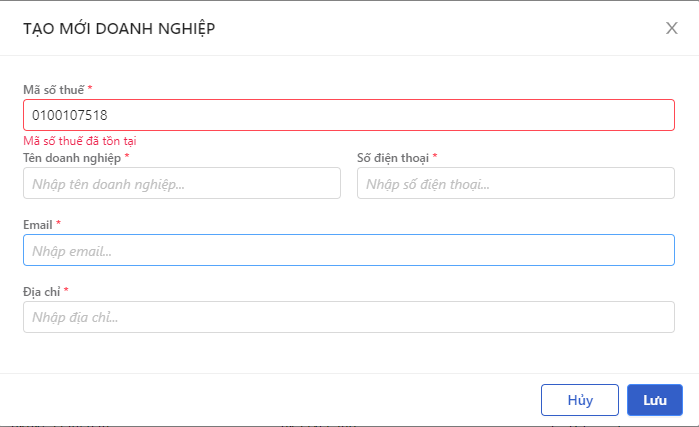 TẠO MỚI DOANH NGHIỆP X
Mã số thuế *
0100107518
Mã số thuế đã tồn tại
Tên doanh nghiệp * Số điện thoại *
Nhập tên doanh nghiệp... Nhập số điện thoại...
Email *
Nhập email...
Địa chỉ *
Nhập địa chỉ...
Hủy Lưu